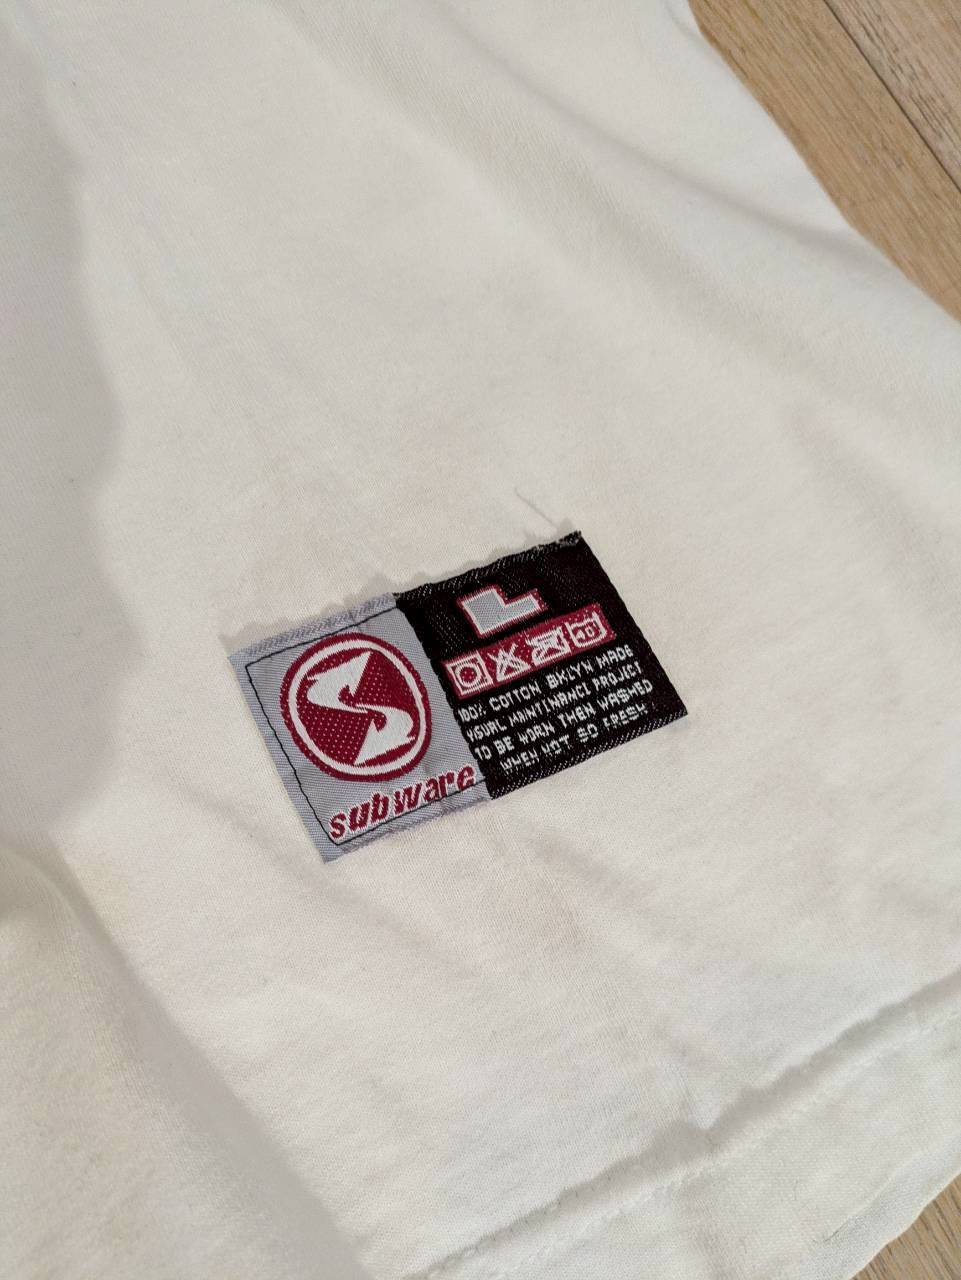 S
subware
L
100% COTTON BKLYN MADE
VISUAL MAINTINANCI PROJECT
TO BE WORN THEN WASHED
WHEN NOT SO FRESH